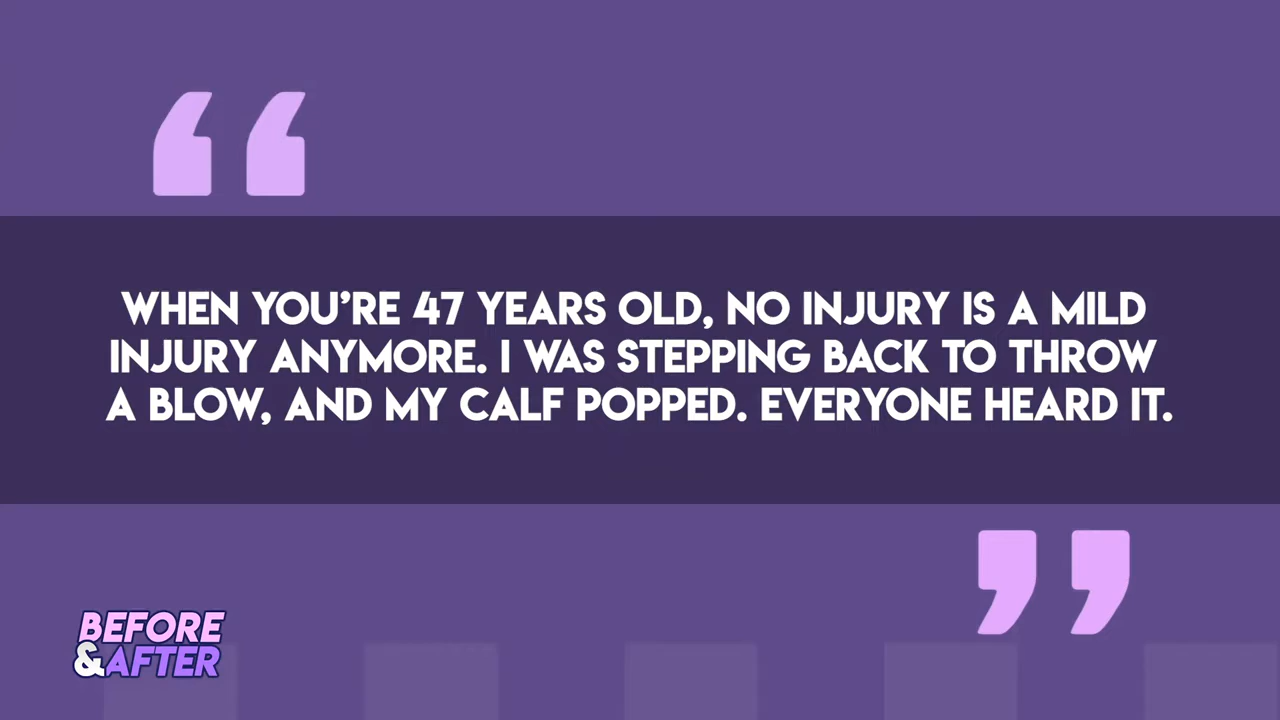 WHEN YOU’RE 47 YEARS OLD, NO INJURY IS A MILD
INJURY ANYMORE. I WAS STEPPING BACK TO THROW
A BLOW, AND MY CALF POPPED. EVERYONE HEARD IT.
BEFORE
&AFTER